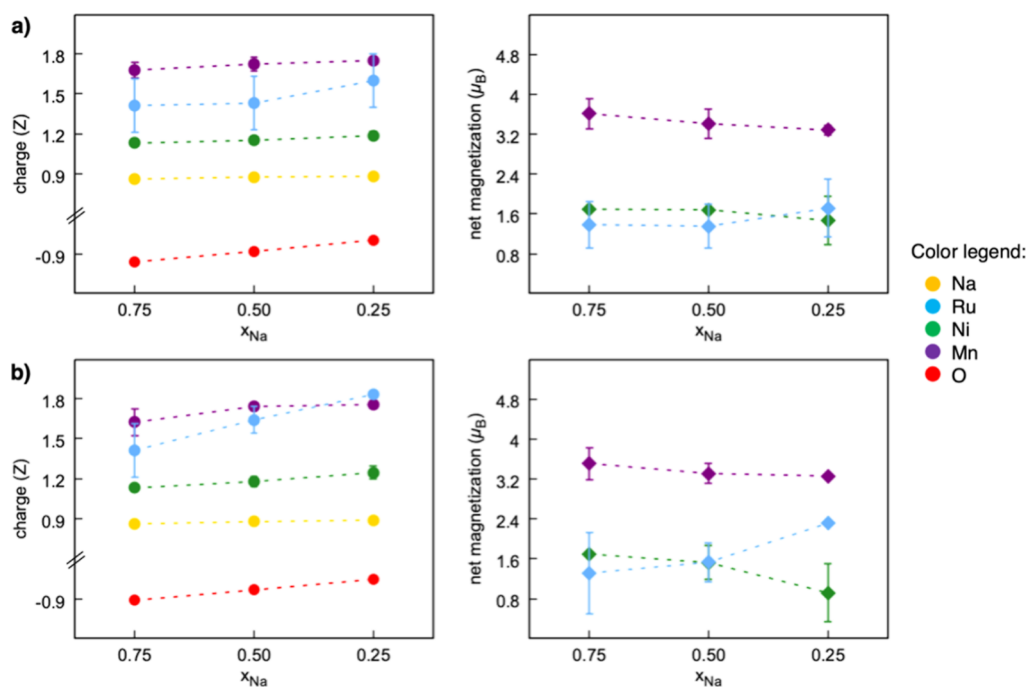 a)
charge (Z)
1.8
1.5
1.2
0.9
-0.9
0.75 0.50 0.25
xNa
net magnetization (μB)
4.8
4
3.2
2.4
1.6
0.8
0.75 0.50 0.25
xNa
Color legend:
Na
Ru
Ni
Mn
O
b)
charge (Z)
1.8
1.5
1.2
0.9
-0.9
0.75 0.50 0.25
xNa
net magnetization (μB)
4.8
4
3.2
2.4
1.6
0.8
0.75 0.50 0.25
xNa